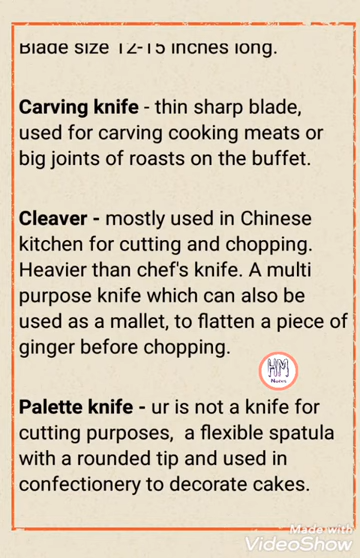 Blade size 12-15 inches long.
Carving knife - thin sharp blade,
used for carving cooking meats or
big joints of roasts on the buffet.
Cleaver - mostly used in Chinese
kitchen for cutting and chopping.
Heavier than chef's knife. A multi
purpose knife which can also be
used as a mallet, to flatten a piece of
ginger before chopping.
HM
Palette knife - ur is not a knife for
cutting purposes, a flexible spatula
with a rounded tip and used in
confectionery to decorate cakes.
Made with
VideoShow